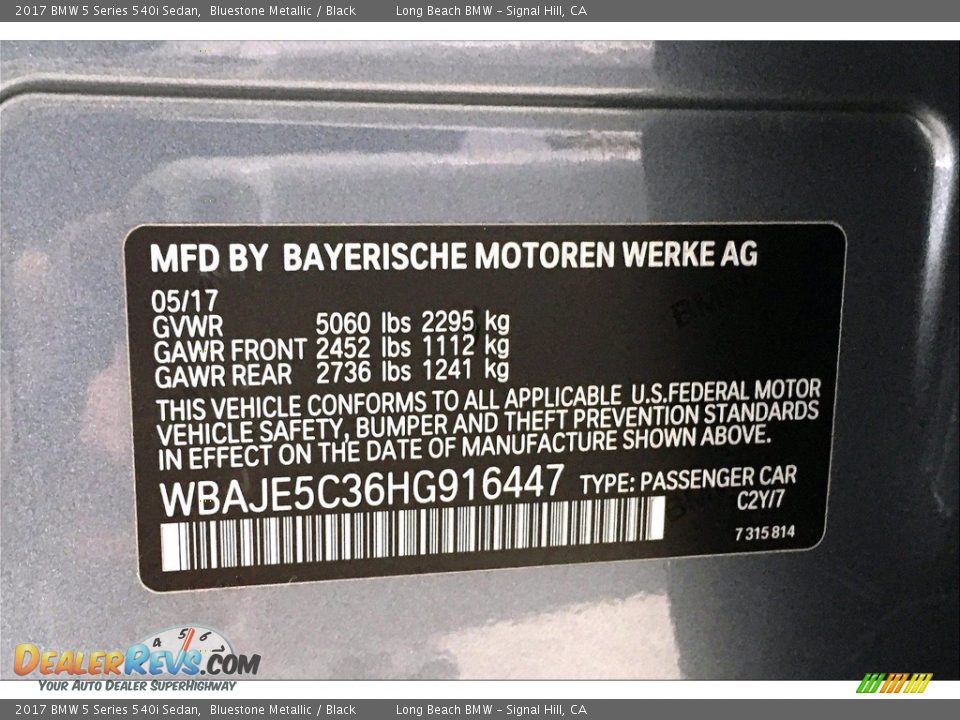 2017 BMW 5 Series 540i Sedan, Bluestone Metallic / Black Long Beach BMW - Signal Hill, CA
MFD BY BAYERISCHE MOTOREN WERKE AG
05/17
GVWR 5060 lbs 2295 kg
GAWR FRONT 2452 lbs 1112 kg
GAWR REAR 2736 lbs 1241 kg
THIS VEHICLE CONFORMS TO ALL APPLICABLE U.S.FEDERAL MOTOR
VEHICLE SAFETY, BUMPER AND THEFT PREVENTION STANDARDS
IN EFFECT ON THE DATE OF MANUFACTURE SHOWN ABOVE.
WBAJE5C36HG916447 TYPE: PASSENGER CAR
C2Y/7
7 315 814
4 5 6 7
DEALERREVS.COM
YOUR AUTO DEALER SUPERHIGHWAY
2017 BMW 5 Series 540i Sedan, Bluestone Metallic / Black Long Beach BMW - Signal Hill, CA